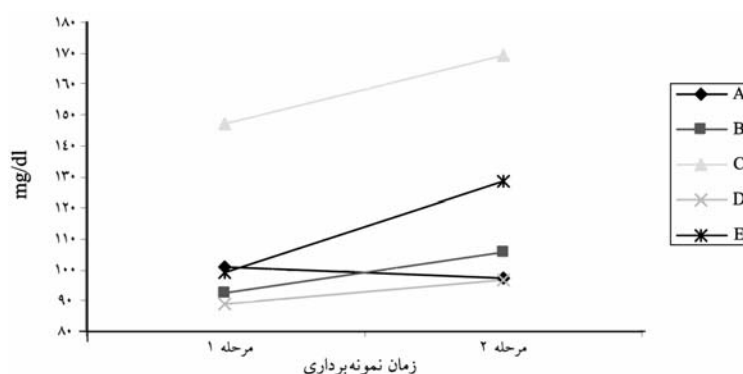 ۱۸۰
۱۷۰
۱۶۰
۱۵۰
۱۴۰
۱۳۰
۱۲۰
۱۱۰
۱۰۰
۹۰
۸۰
mg/dl
مرحله ۱
مرحله ۲
زمان نمونه‌برداری
A
B
C
D
E